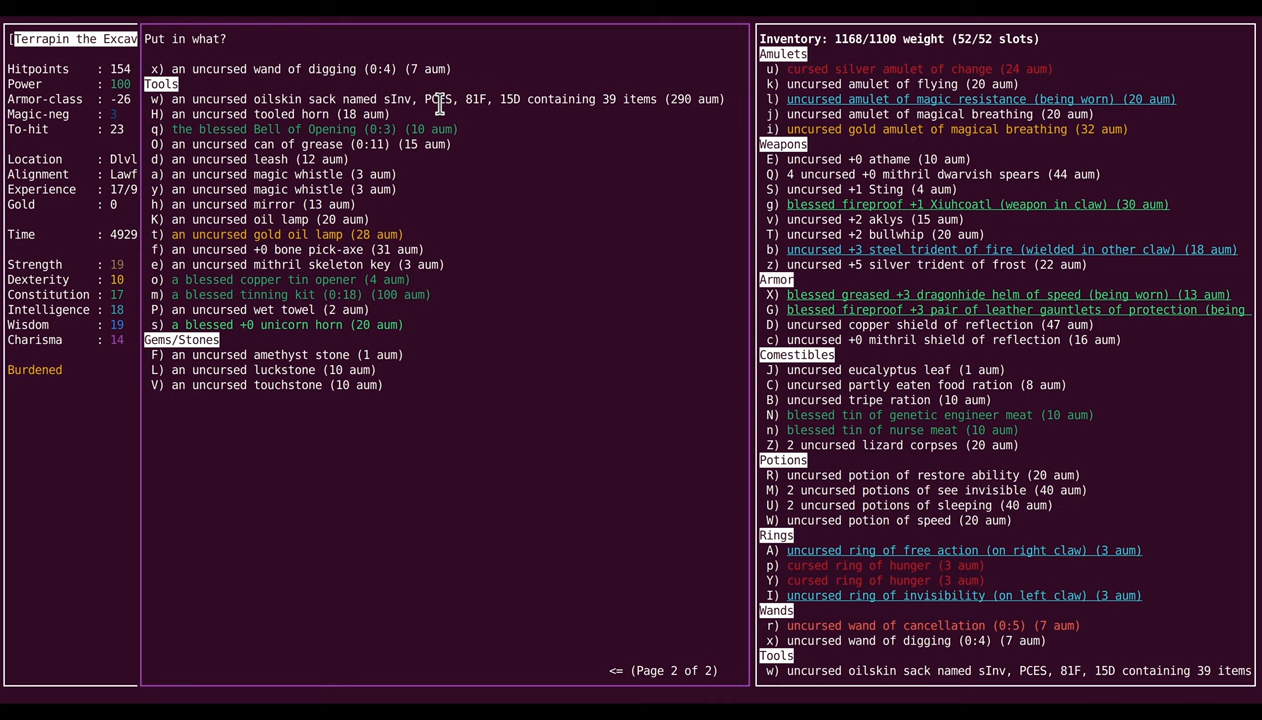 [Terrapin the Excav
Hitpoints : 154
Power : 100
Armor-class : -26
Magic-neg : 3
To-hit : 23
Location : Dlvl
Alignment : Lawf
Experience : 17/9
Gold : 0
Time : 4929
Strength : 19
Dexterity : 10
Constitution : 17
Intelligence : 18
Wisdom : 19
Charisma : 14
Burdened
Put in what?
x) an uncursed wand of digging (0:4) (7 aum)
Tools
w) an uncursed oilskin sack named sInv, PCES, 81F, 15D containing 39 items (290 aum)
H) an uncursed tooled horn (18 aum)
q) the blessed Bell of Opening (0:3) (10 aum)
O) an uncursed can of grease (0:11) (15 aum)
d) an uncursed leash (12 aum)
a) an uncursed magic whistle (3 aum)
y) an uncursed magic whistle (3 aum)
h) an uncursed mirror (13 aum)
K) an uncursed oil lamp (20 aum)
t) an uncursed gold oil lamp (28 aum)
f) an uncursed +0 bone pick-axe (31 aum)
e) an uncursed mithril skeleton key (3 aum)
o) a blessed copper tin opener (4 aum)
m) a blessed tinning kit (0:18) (100 aum)
P) an uncursed wet towel (2 aum)
s) a blessed +0 unicorn horn (20 aum)
Gems/Stones
F) an uncursed amethyst stone (1 aum)
L) an uncursed luckstone (10 aum)
V) an uncursed touchstone (10 aum)
<= (Page 2 of 2)
Inventory: 1168/1100 weight (52/52 slots)
Amulets
u) cursed silver amulet of change (24 aum)
k) uncursed amulet of flying (20 aum)
l) uncursed amulet of magic resistance (being worn) (20 aum)
j) uncursed amulet of magical breathing (20 aum)
i) uncursed gold amulet of magical breathing (32 aum)
Weapons
E) uncursed +0 athame (10 aum)
Q) 4 uncursed +0 mithril dwarvish spears (44 aum)
S) uncursed +1 Sting (4 aum)
g) blessed fireproof +1 Xiuhcoatl (weapon in claw) (30 aum)
v) uncursed +2 aklys (15 aum)
T) uncursed +2 bullwhip (20 aum)
b) uncursed +3 steel trident of fire (wielded in other claw) (18 aum)
z) uncursed +5 silver trident of frost (22 aum)
Armor
X) blessed greased +3 dragonhide helm of speed (being worn) (13 aum)
G) blessed fireproof +3 pair of leather gauntlets of protection (being
D) uncursed copper shield of reflection (47 aum)
c) uncursed +0 mithril shield of reflection (16 aum)
Comestibles
J) uncursed eucalyptus leaf (1 aum)
C) uncursed partly eaten food ration (8 aum)
B) uncursed tripe ration (10 aum)
N) blessed tin of genetic engineer meat (10 aum)
n) blessed tin of nurse meat (10 aum)
Z) 2 uncursed lizard corpses (20 aum)
Potions
R) uncursed potion of restore ability (20 aum)
M) 2 uncursed potions of see invisible (40 aum)
U) 2 uncursed potions of sleeping (40 aum)
W) uncursed potion of speed (20 aum)
Rings
A) uncursed ring of free action (on right claw) (3 aum)
p) cursed ring of hunger (3 aum)
Y) cursed ring of hunger (3 aum)
I) uncursed ring of invisibility (on left claw) (3 aum)
Wands
r) uncursed wand of cancellation (0:5) (7 aum)
x) uncursed wand of digging (0:4) (7 aum)
Tools
w) uncursed oilskin sack named sInv, PCES, 81F, 15D containing 39 items